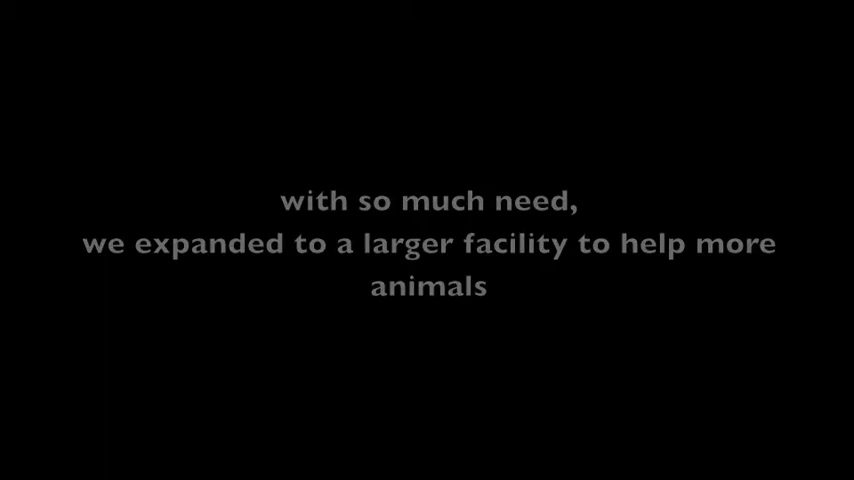 with so much need,
we expanded to a larger facility to help more
animals